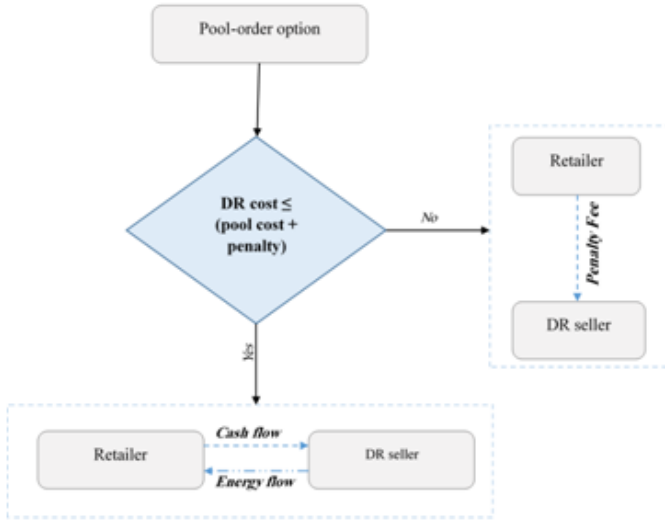 Pool-order option
DR cost ≤
(pool cost +
penalty)
No
Retailer
Penalty Fee
DR seller
Yes
Retailer
Cash flow
Energy flow
DR seller